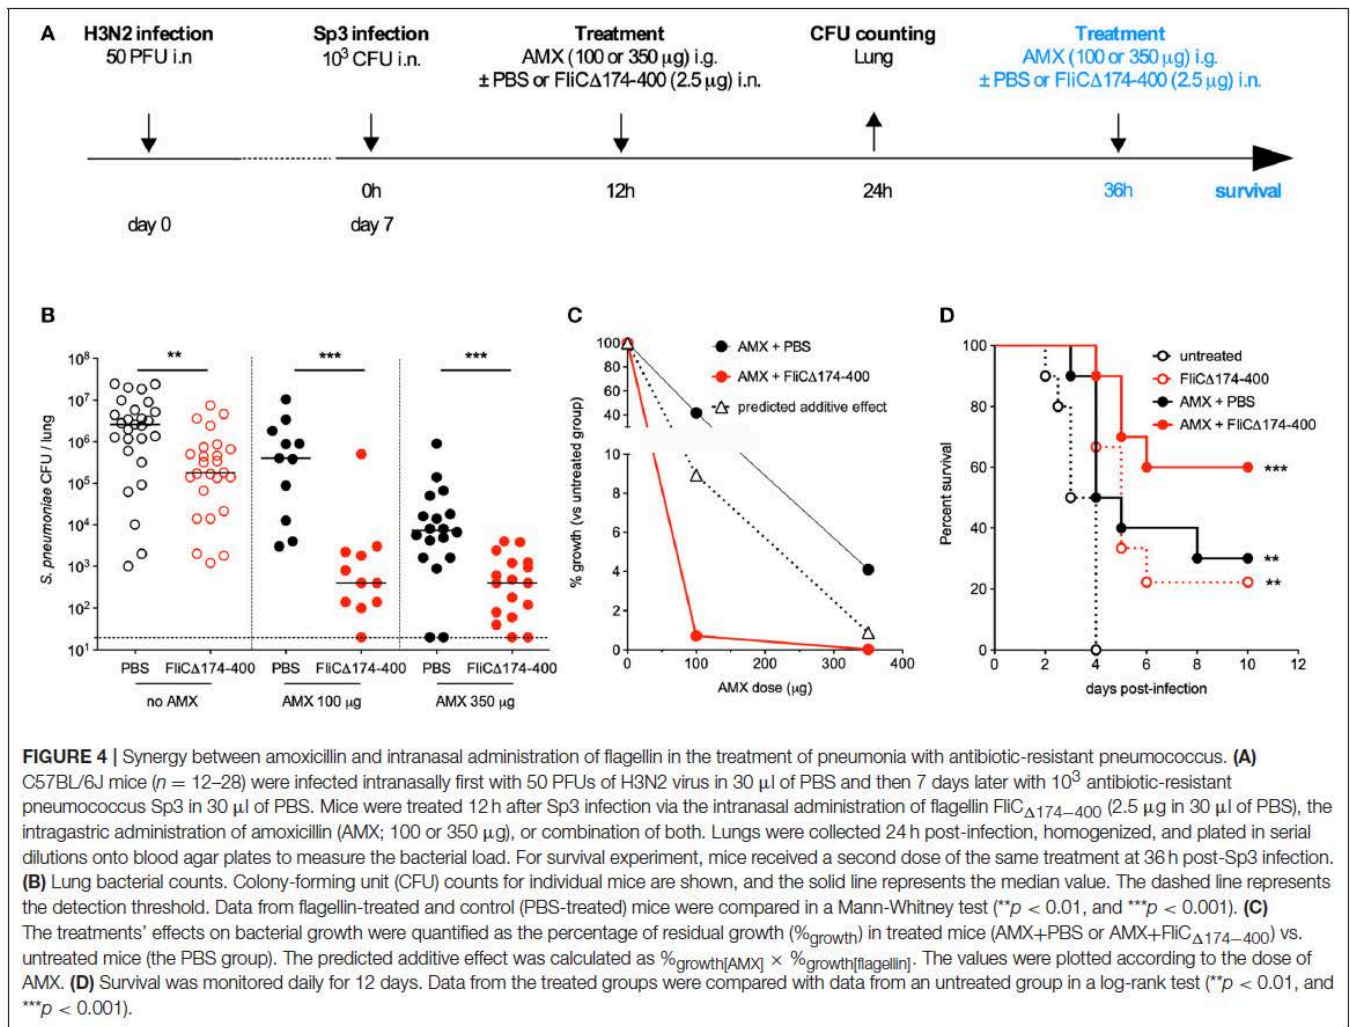 A
H3N2 infection
50 PFU i.n
Sp3 infection
10³ CFU i.n.
Treatment
AMX (100 or 350 µg) i.g.
± PBS or FliCΔ174-400 (2.5 µg) i.n.
CFU counting
Lung
Treatment
AMX (100 or 350 µg) i.g.
± PBS or FliCΔ174-400 (2.5 µg) i.n.
0h
12h
24h
36h
survival
day 0
day 7
B
S. pneumoniae CFU / lung
10⁸
10⁷
10⁶
10⁵
10⁴
10³
10²
10¹
**
***
***
PBS FliCΔ174-400 PBS FliCΔ174-400 PBS FliCΔ174-400
no AMX AMX 100 µg AMX 350 µg
C
% growth (vs untreated group)
100
80
60
40
10
8
6
4
2
0
AMX + PBS
AMX + FliCΔ174-400
predicted additive effect
0 100 200 300 400
AMX dose (µg)
D
Percent survival
100
80
60
40
20
0
untreated
FliCΔ174-400
AMX + PBS
AMX + FliCΔ174-400
***
**
**
0 2 4 6 8 10 12
days post-infection
FIGURE 4 | Synergy between amoxicillin and intranasal administration of flagellin in the treatment of pneumonia with antibiotic-resistant pneumococcus. (A)
C57BL/6J mice (n = 12–28) were infected intranasally first with 50 PFUs of H3N2 virus in 30 µl of PBS and then 7 days later with 10³ antibiotic-resistant
pneumococcus Sp3 in 30 µl of PBS. Mice were treated 12 h after Sp3 infection via the intranasal administration of flagellin FliCΔ174−400 (2.5 µg in 30 µl of PBS), the
intragastric administration of amoxicillin (AMX; 100 or 350 µg), or combination of both. Lungs were collected 24 h post-infection, homogenized, and plated in serial
dilutions onto blood agar plates to measure the bacterial load. For survival experiment, mice received a second dose of the same treatment at 36 h post-Sp3 infection.
(B) Lung bacterial counts. Colony-forming unit (CFU) counts for individual mice are shown, and the solid line represents the median value. The dashed line represents
the detection threshold. Data from flagellin-treated and control (PBS-treated) mice were compared in a Mann-Whitney test (**p < 0.01, and ***p < 0.001). (C)
The treatments' effects on bacterial growth were quantified as the percentage of residual growth (%growth) in treated mice (AMX+PBS or AMX+FliCΔ174−400) vs.
untreated mice (the PBS group). The predicted additive effect was calculated as %growth[AMX] × %growth[flagellin]. The values were plotted according to the dose of
AMX. (D) Survival was monitored daily for 12 days. Data from the treated groups were compared with data from an untreated group in a log-rank test (**p < 0.01, and
***p < 0.001).